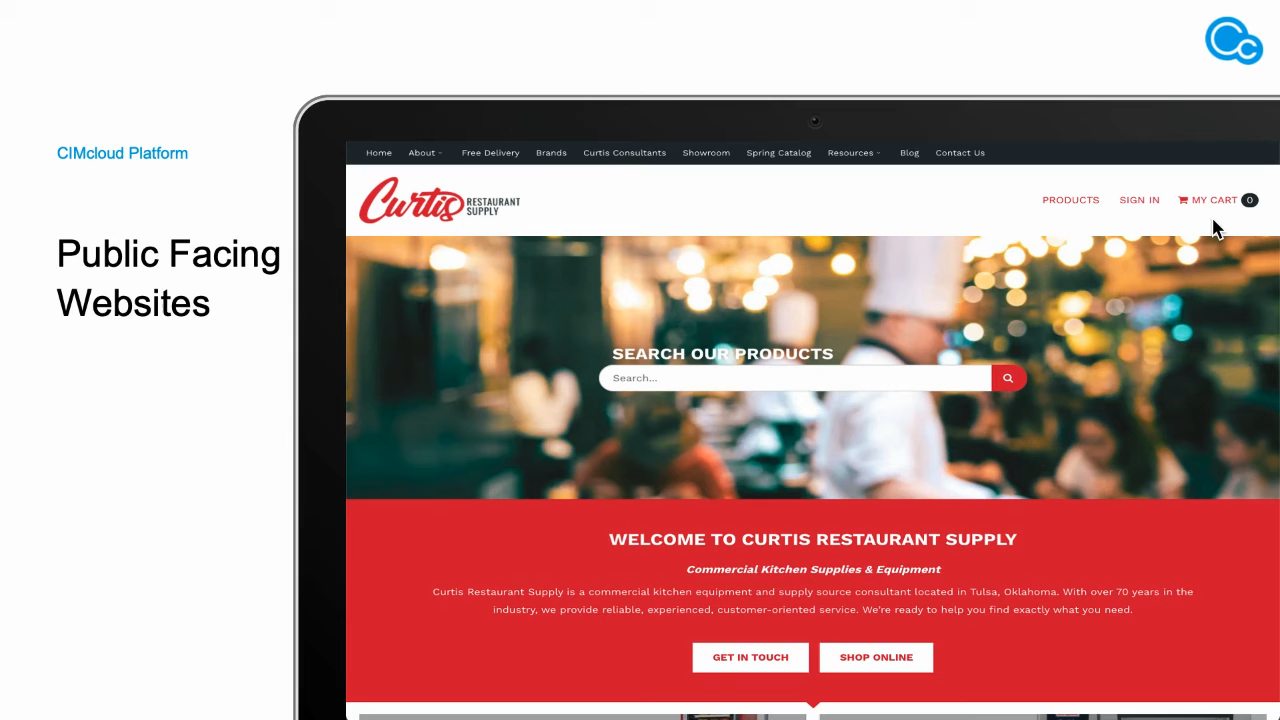 CIMcloud Platform
Public Facing
Websites
Home About Free Delivery Brands Curtis Consultants Showroom Spring Catalog Resources Blog Contact Us
Curtis RESTAURANT
SUPPLY
PRODUCTS SIGN IN MY CART 0
SEARCH OUR PRODUCTS
Search...
WELCOME TO CURTIS RESTAURANT SUPPLY
Commercial Kitchen Supplies & Equipment
Curtis Restaurant Supply is a commercial kitchen equipment and supply source consultant located in Tulsa, Oklahoma. With over 70 years in the
industry, we provide reliable, experienced, customer-oriented service. We're ready to help you find exactly what you need.
GET IN TOUCH SHOP ONLINE